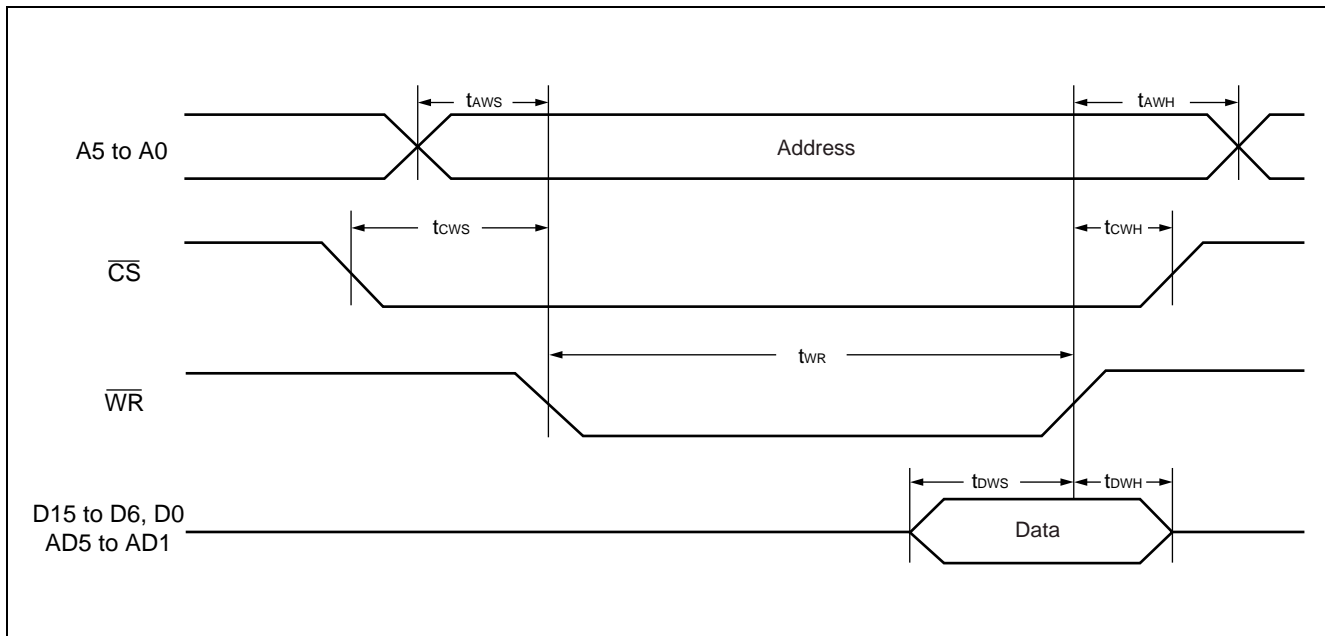 tAWS
tAWH
A5 to A0
Address
tCWS
tCWH
CS
tWR
WR
tDWS
tDWH
D15 to D6, D0
AD5 to AD1
Data